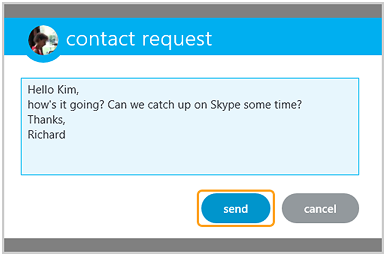 contact request
Hello Kim,
how's it going? Can we catch up on Skype some time?
Thanks,
Richard
send
cancel